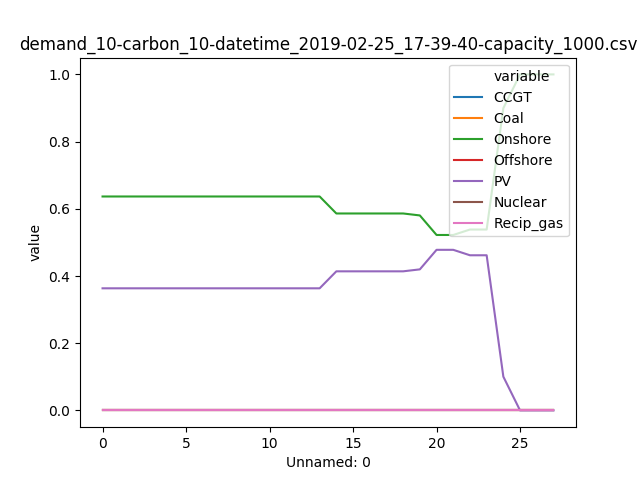 demand_10-carbon_10-datetime_2019-02-25_17-39-40-capacity_1000.csv
1.0
0.8
0.6
0.4
0.2
0.0
value
variable
CCGT
Coal
Onshore
Offshore
PV
Nuclear
Recip_gas
0 5 10 15 20 25
Unnamed: 0